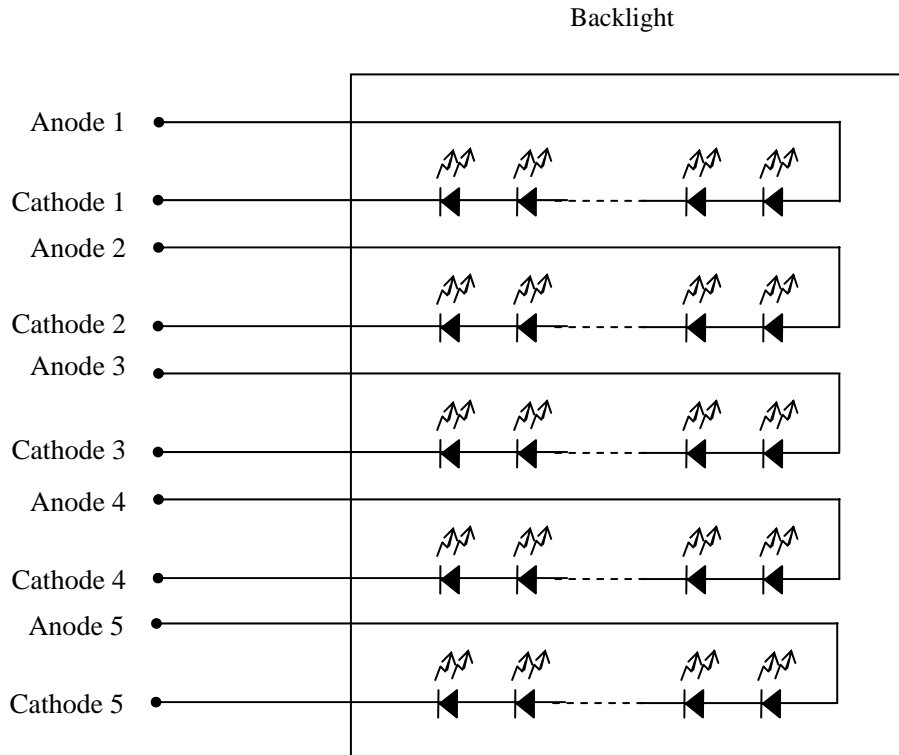 Backlight
Anode 1
Cathode 1
Anode 2
Cathode 2
Anode 3
Cathode 3
Anode 4
Cathode 4
Anode 5
Cathode 5